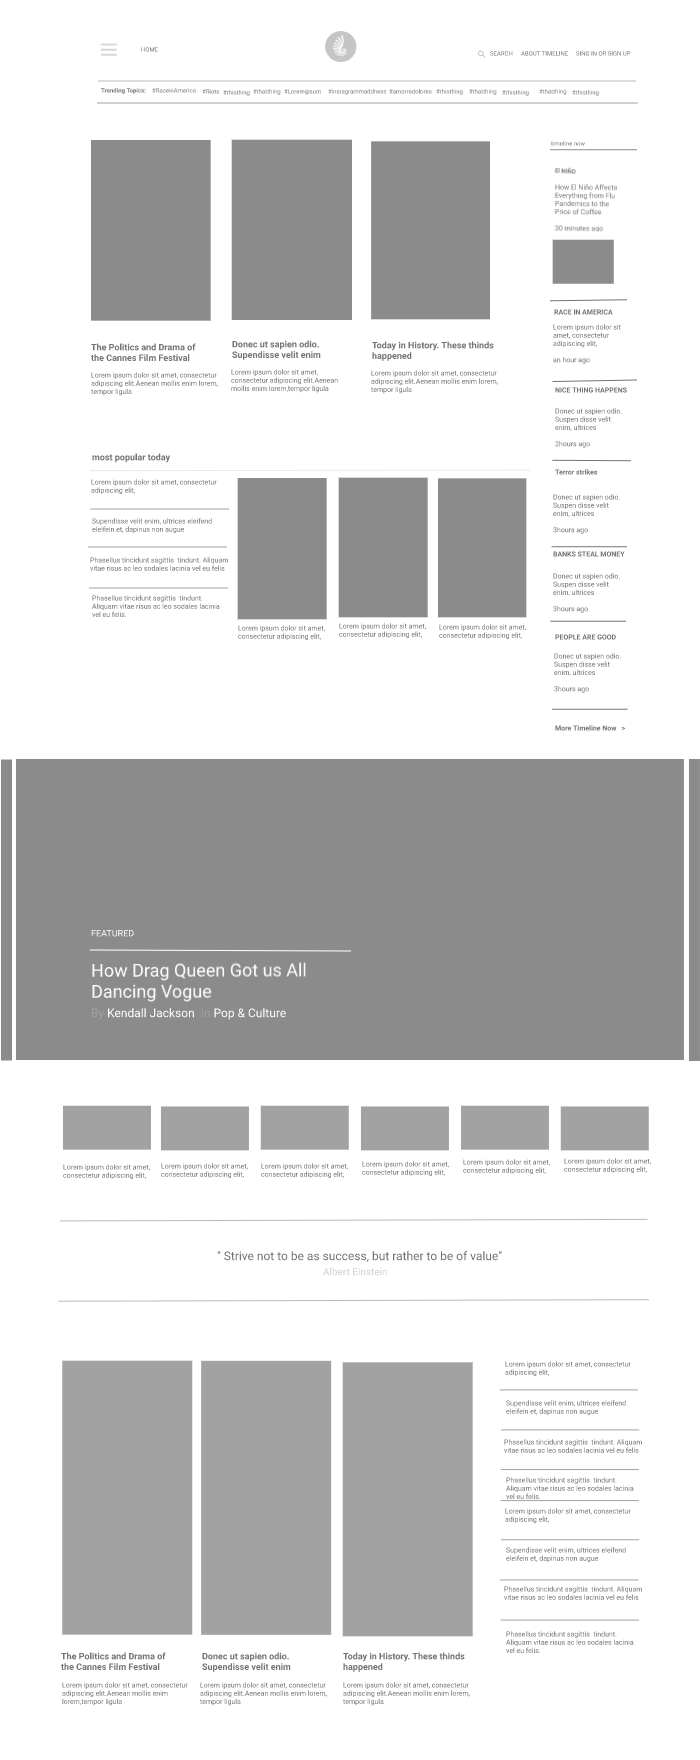 HOME
SEARCH ABOUT TIMELINE SING IN OR SIGN UP
Trending Topics: #RaceinAmerica #Riots #thisthing #thatthing #Loremipsum #instagrammaddness #amorredolores #thisthing #thatthing #thisthing #thatthing #thisthing
The Politics and Drama of
the Cannes Film Festival
Lorem ipsum dolor sit amet, consectetur
adipiscing elit.Aenean mollis enim lorem,
tempor ligula
Donec ut sapien odio.
Supendisse velit enim
Lorem ipsum dolor sit amet,
consectetur adipiscing elit.Aenean
mollis enim lorem,tempor ligula
Today in History. These thinds
happened
Lorem ipsum dolor sit amet, consectetur
adipiscing elit.Aenean mollis enim lorem,
tempor ligula
timeline now
El NIÑO
How El Niño Affects
Everything from Flu
Pandemics to the
Price of Coffee
30 minutes ago
RACE IN AMERICA
Lorem ipsum dolor sit
amet, consectetur
adipiscing elit,
an hour ago
NICE THING HAPPENS
Donec ut sapien odio.
Suspen disse velit
enim, ultrices
2hours ago
Terror strikes
Donec ut sapien odio.
Suspen disse velit
enim, ultrices
3hours ago
BANKS STEAL MONEY
Donec ut sapien odio.
Suspen disse velit
enim, ultrices
3hours ago
PEOPLE ARE GOOD
Donec ut sapien odio.
Suspen disse velit
enim, ultrices
3hours ago
More Timeline Now >
most popular today
Lorem ipsum dolor sit amet, consectetur
adipiscing elit,
Supendisse velit enim, ultrices eleifend
eleifein et, dapinus non augue
Phasellus tincidunt sagittis tindunt. Aliquam
vitae risus ac leo sodales lacinia vel eu felis
Phasellus tincidunt sagittis tindunt.
Aliquam vitae risus ac leo sodales lacinia
vel eu felis.
Lorem ipsum dolor sit amet,
consectetur adipiscing elit,
Lorem ipsum dolor sit amet,
consectetur adipiscing elit,
Lorem ipsum dolor sit amet,
consectetur adipiscing elit,
FEATURED
How Drag Queen Got us All
Dancing Vogue
By Kendall Jackson In Pop & Culture
Lorem ipsum dolor sit amet,
consectetur adipiscing elit,
Lorem ipsum dolor sit amet,
consectetur adipiscing elit,
Lorem ipsum dolor sit amet,
consectetur adipiscing elit,
Lorem ipsum dolor sit amet,
consectetur adipiscing elit,
Lorem ipsum dolor sit amet,
consectetur adipiscing elit,
Lorem ipsum dolor sit amet,
consectetur adipiscing elit,
" Strive not to be as success, but rather to be of value"
Albert Einstein
The Politics and Drama of
the Cannes Film Festival
Lorem ipsum dolor sit amet, consectetur
adipiscing elit.Aenean mollis enim
lorem,tempor ligula
Donec ut sapien odio.
Supendisse velit enim
Lorem ipsum dolor sit amet, consectetur
adipiscing elit.Aenean mollis enim lorem,
tempor ligula
Today in History. These thinds
happened
Lorem ipsum dolor sit amet, consectetur
adipiscing elit.Aenean mollis enim lorem,
tempor ligula
Lorem ipsum dolor sit amet, consectetur
adipiscing elit,
Supendisse velit enim, ultrices eleifend
eleifein et, dapinus non augue
Phasellus tincidunt sagittis tindunt. Aliquam
vitae risus ac leo sodales lacinia vel eu felis
Phasellus tincidunt sagittis tindunt.
Aliquam vitae risus ac leo sodales lacinia
vel eu felis.
Lorem ipsum dolor sit amet, consectetur
adipiscing elit,
Supendisse velit enim, ultrices eleifend
eleifein et, dapinus non augue
Phasellus tincidunt sagittis tindunt. Aliquam
vitae risus ac leo sodales lacinia vel eu felis
Phasellus tincidunt sagittis tindunt.
Aliquam vitae risus ac leo sodales lacinia
vel eu felis.